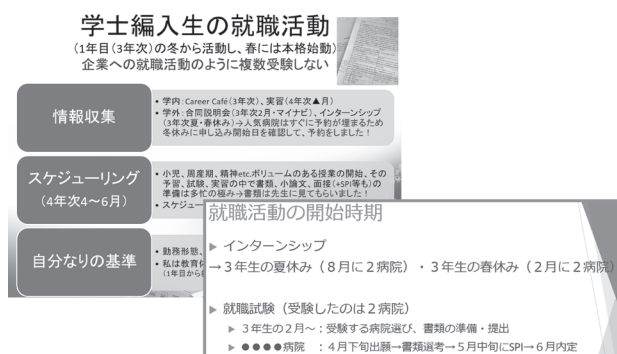 学士編入生の就職活動
(1年目(3年次)の冬から活動し、春には本格始動)
企業への就職活動のように複数受験しない
情報収集
• 学内:Career Café(3年次)、実習(4年次▲月)
• 学外:合同説明会(3年次2月・マイナビ)、インターンシップ
(3年次夏・春休み)→人気病院はすぐに予約が埋まるため
冬休みに申し込み開始日を確認して、予約をしました!
スケジューリング
(4年次4～6月)
• 小児、周産期、精神etc.ボリュームのある授業の開始、その
予習、試験、実習の中で書類、小論文、面接(+SPI等も)の
準備は多忙の極み→書類は先生に見てもらいました!
• スケジュー
自分なりの基準
• 勤務形態、
• 私は教育体
(1年目から
就職活動の開始時期
▶ インターンシップ
→３年生の夏休み（８月に２病院）・３年生の春休み（２月に２病院）
▶ 就職試験（受験したのは２病院）
▶ ３年生の２月～：受験する病院選び、書類の準備・提出
▶ ●●●●病院 ：４月下旬出願→書類選考→５月中旬にSPI→６月内定